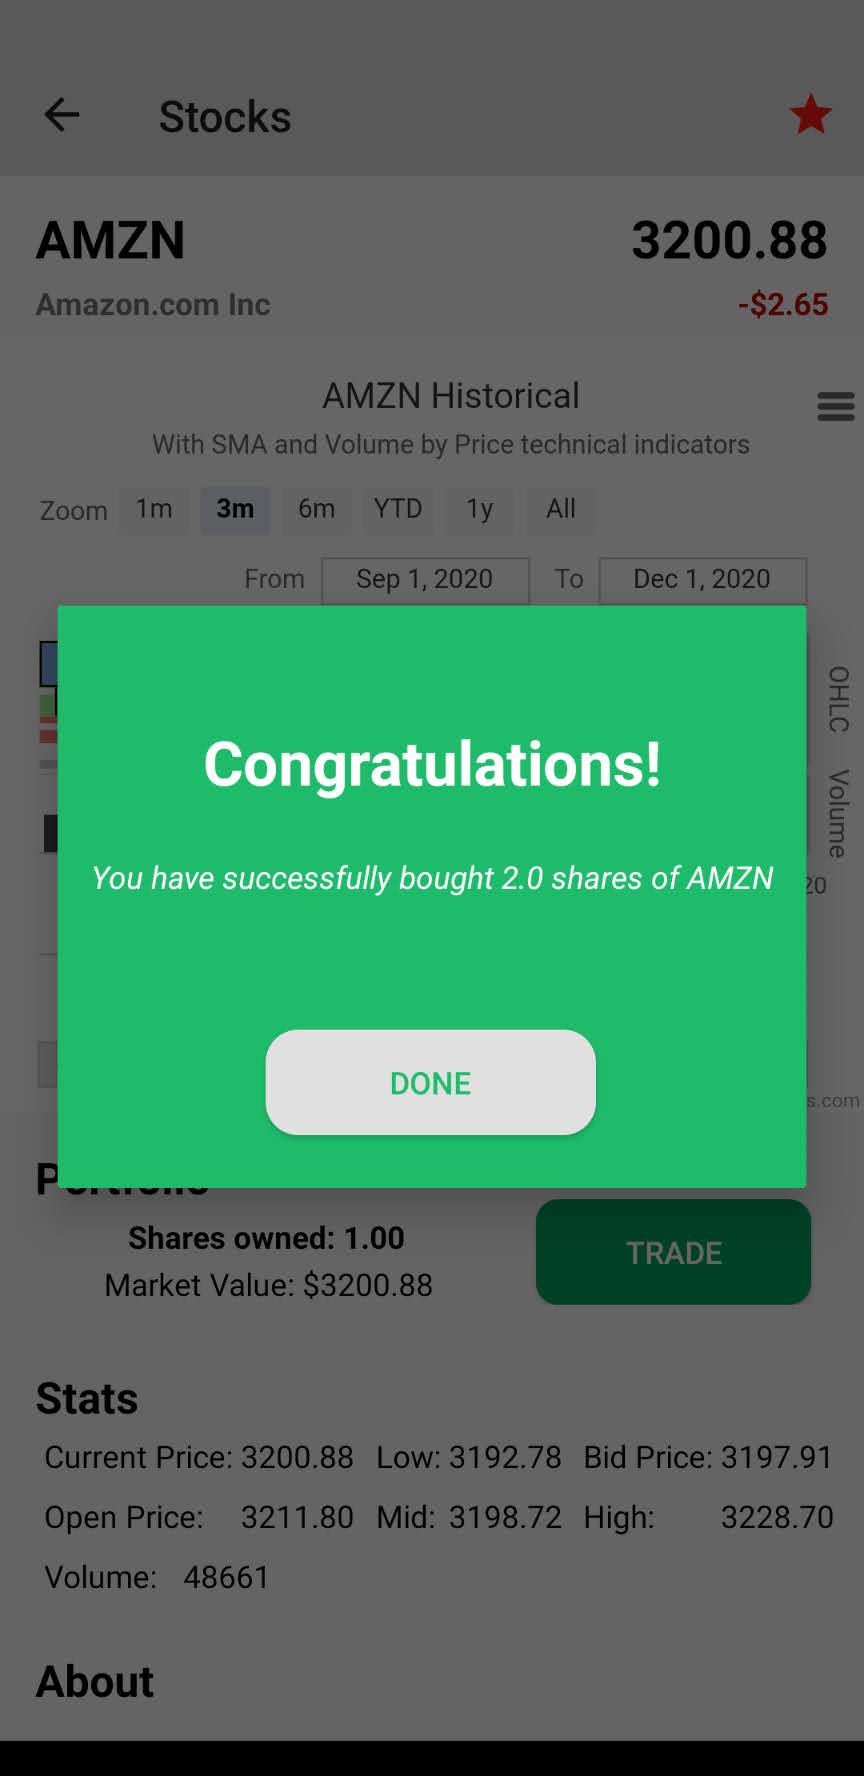 Stocks
AMZN 3200.88
Amazon.com Inc -$2.65
AMZN Historical
With SMA and Volume by Price technical indicators
Zoom 1m 3m 6m YTD 1y All
From Sep 1, 2020 To Dec 1, 2020
OHLC
Volume
Congratulations!
You have successfully bought 2.0 shares of AMZN
20
DONE
s.com
Portfolio
Shares owned: 1.00
Market Value: $3200.88
TRADE
Stats
Current Price: 3200.88 Low: 3192.78 Bid Price: 3197.91
Open Price: 3211.80 Mid: 3198.72 High: 3228.70
Volume: 48661
About